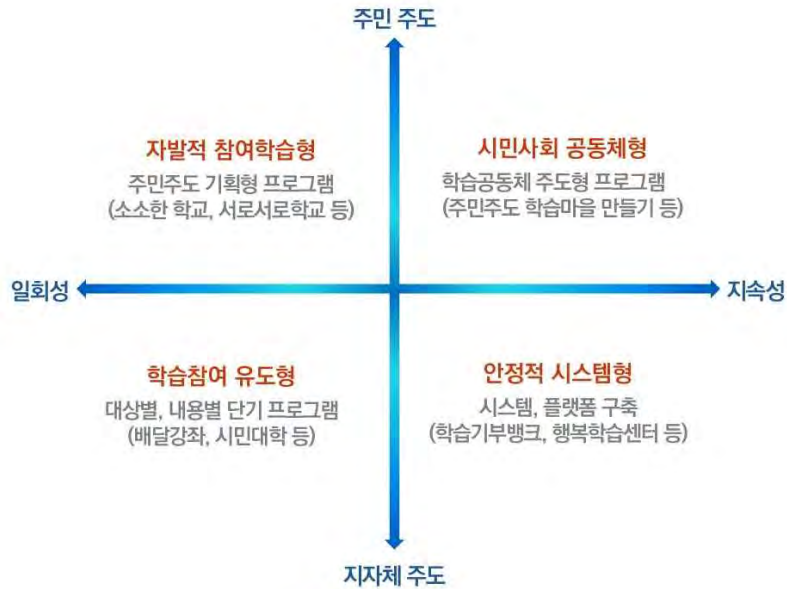 주민 주도
자발적 참여학습형
주민주도 기획형 프로그램
(소소한 학교, 서로서로학교 등)
시민사회 공동체형
학습공동체 주도형 프로그램
(주민주도 학습마을 만들기 등)
일회성
지속성
학습참여 유도형
대상별, 내용별 단기 프로그램
(배달강좌, 시민대학 등)
안정적 시스템형
시스템, 플랫폼 구축
(학습기부뱅크, 행복학습센터 등)
지자체 주도